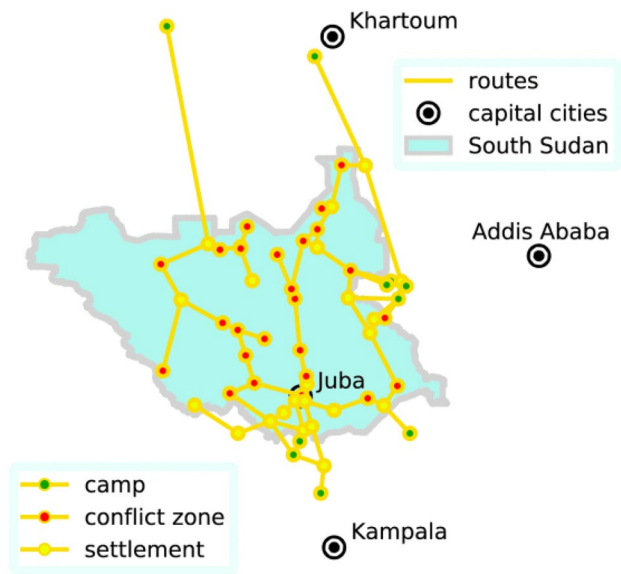 Khartoum
routes
capital cities
South Sudan
Addis Ababa
Juba
camp
conflict zone
settlement
Kampala